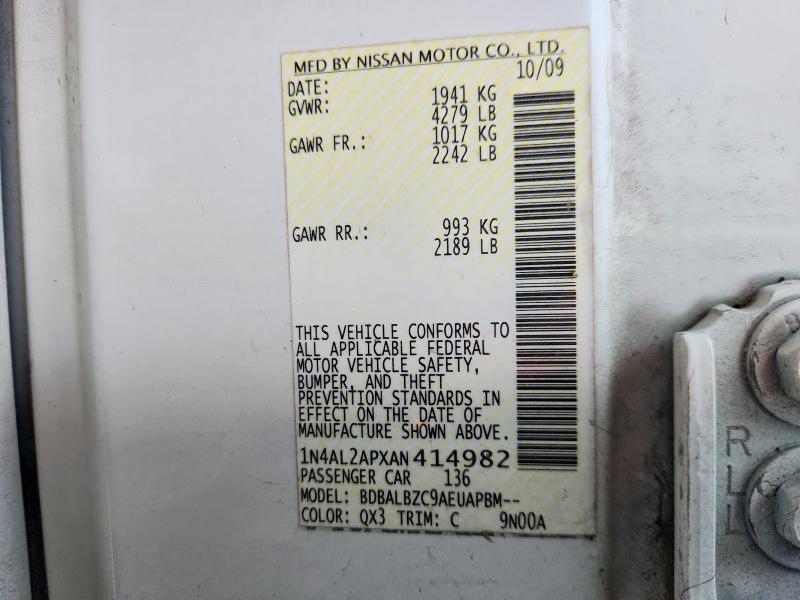 MFD BY NISSAN MOTOR CO., LTD.
DATE: 10/09
GVWR: 1941 KG
4279 LB
GAWR FR.: 1017 KG
2242 LB
GAWR RR.: 993 KG
2189 LB
THIS VEHICLE CONFORMS TO
ALL APPLICABLE FEDERAL
MOTOR VEHICLE SAFETY,
BUMPER, AND THEFT
PREVENTION STANDARDS IN
EFFECT ON THE DATE OF
MANUFACTURE SHOWN ABOVE.
1N4AL2APXAN414982
PASSENGER CAR 136
MODEL: BDBALBZC9AEUAPBM--
COLOR: QX3 TRIM: C 9N00A
R
L
L